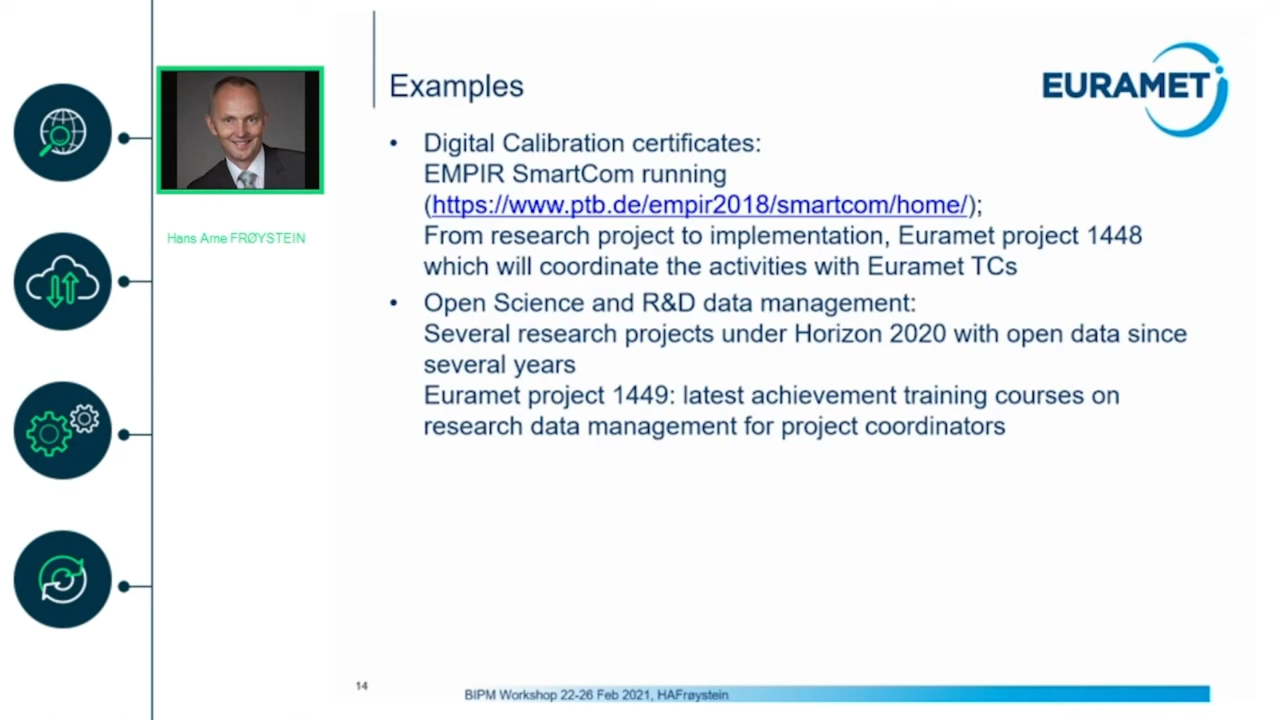 Examples
EURAMET
• Digital Calibration certificates:
EMPIR SmartCom running
(https://www.ptb.de/empir2018/smartcom/home/);
From research project to implementation, Euramet project 1448
which will coordinate the activities with Euramet TCs
• Open Science and R&D data management:
Several research projects under Horizon 2020 with open data since
several years
Euramet project 1449: latest achievement training courses on
research data management for project coordinators
Hans Arne FRØYSTEIN
14
BIPM Workshop 22-26 Feb 2021, HAFrøystein